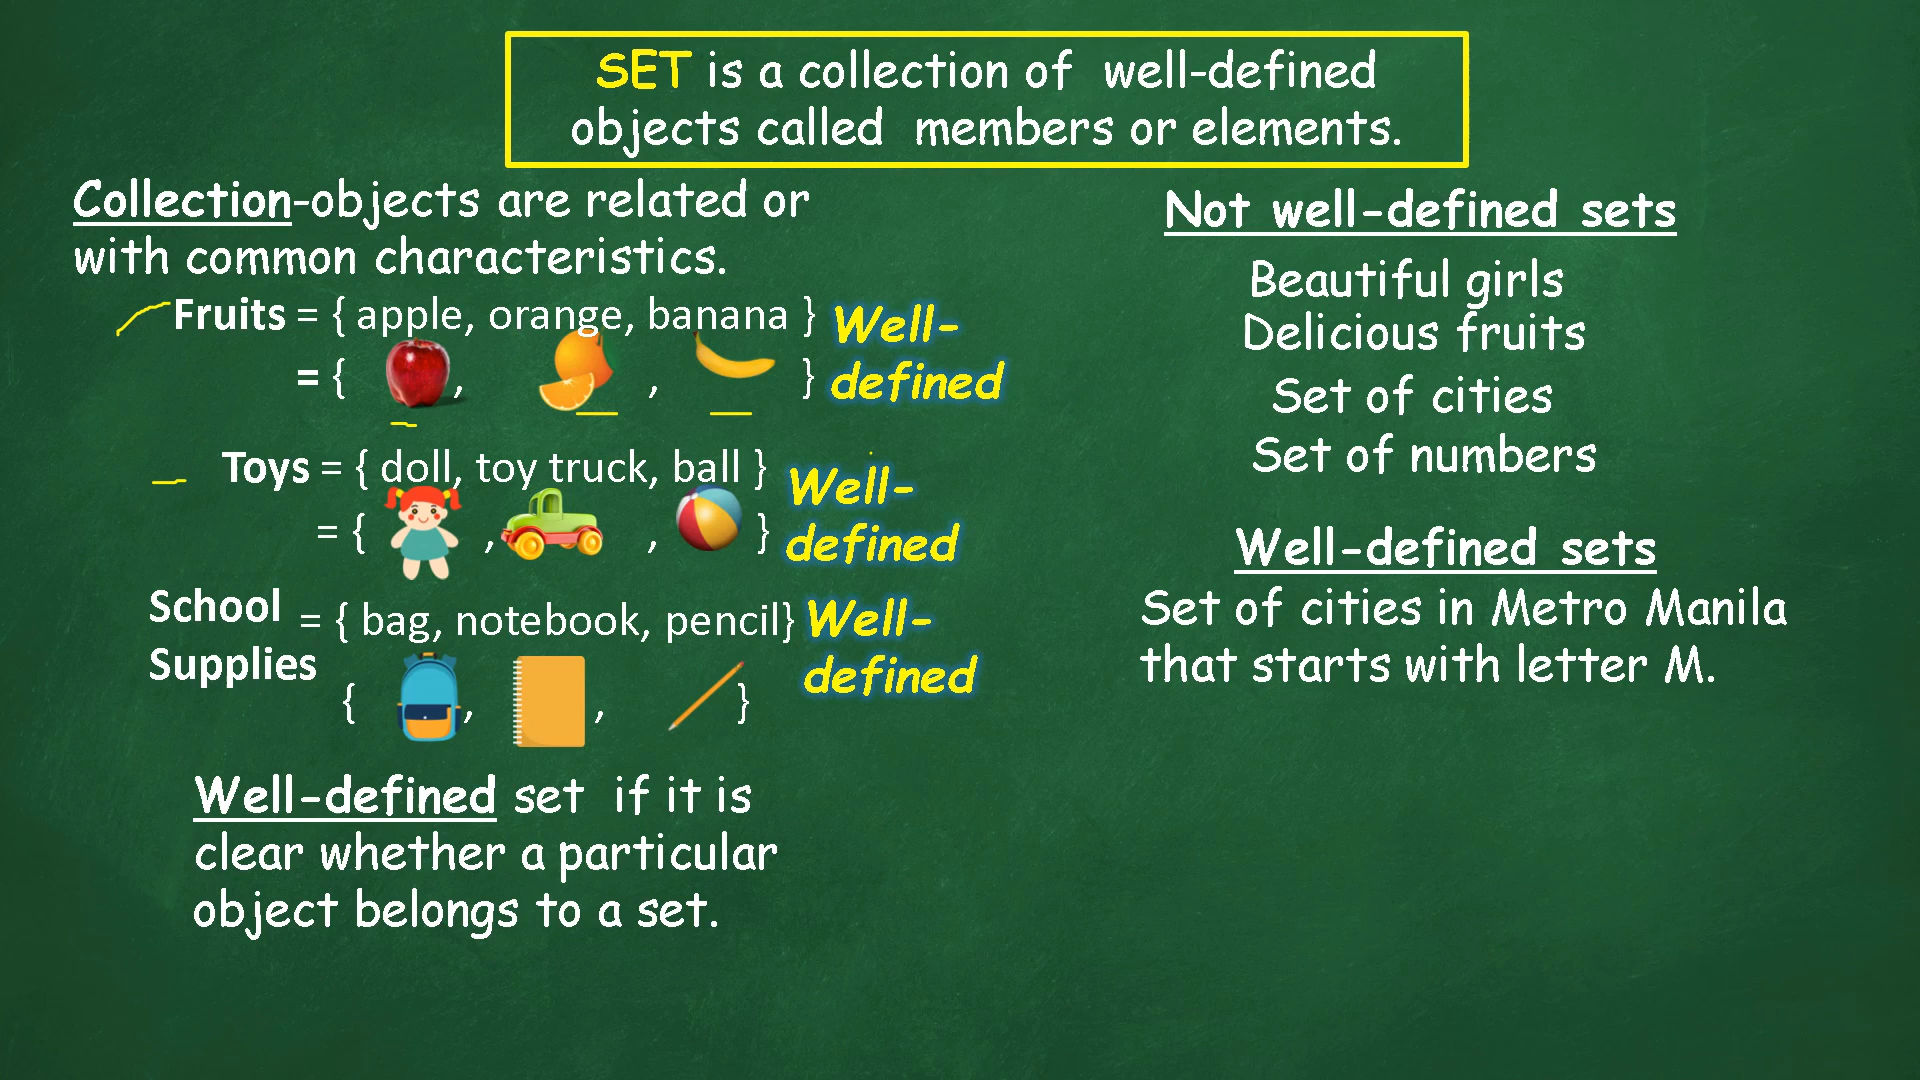 SET is a collection of well-defined
objects called members or elements.
Collection-objects are related or
with common characteristics.
Fruits = { apple, orange, banana }
= { , , }
Well-
defined
Toys = { doll, toy truck, ball }
= { , , }
Well-
defined
School
Supplies
= { bag, notebook, pencil}
{ , , }
Well-
defined
Well-defined set if it is
clear whether a particular
object belongs to a set.
Not well-defined sets
Beautiful girls
Delicious fruits
Set of cities
Set of numbers
Well-defined sets
Set of cities in Metro Manila
that starts with letter M.